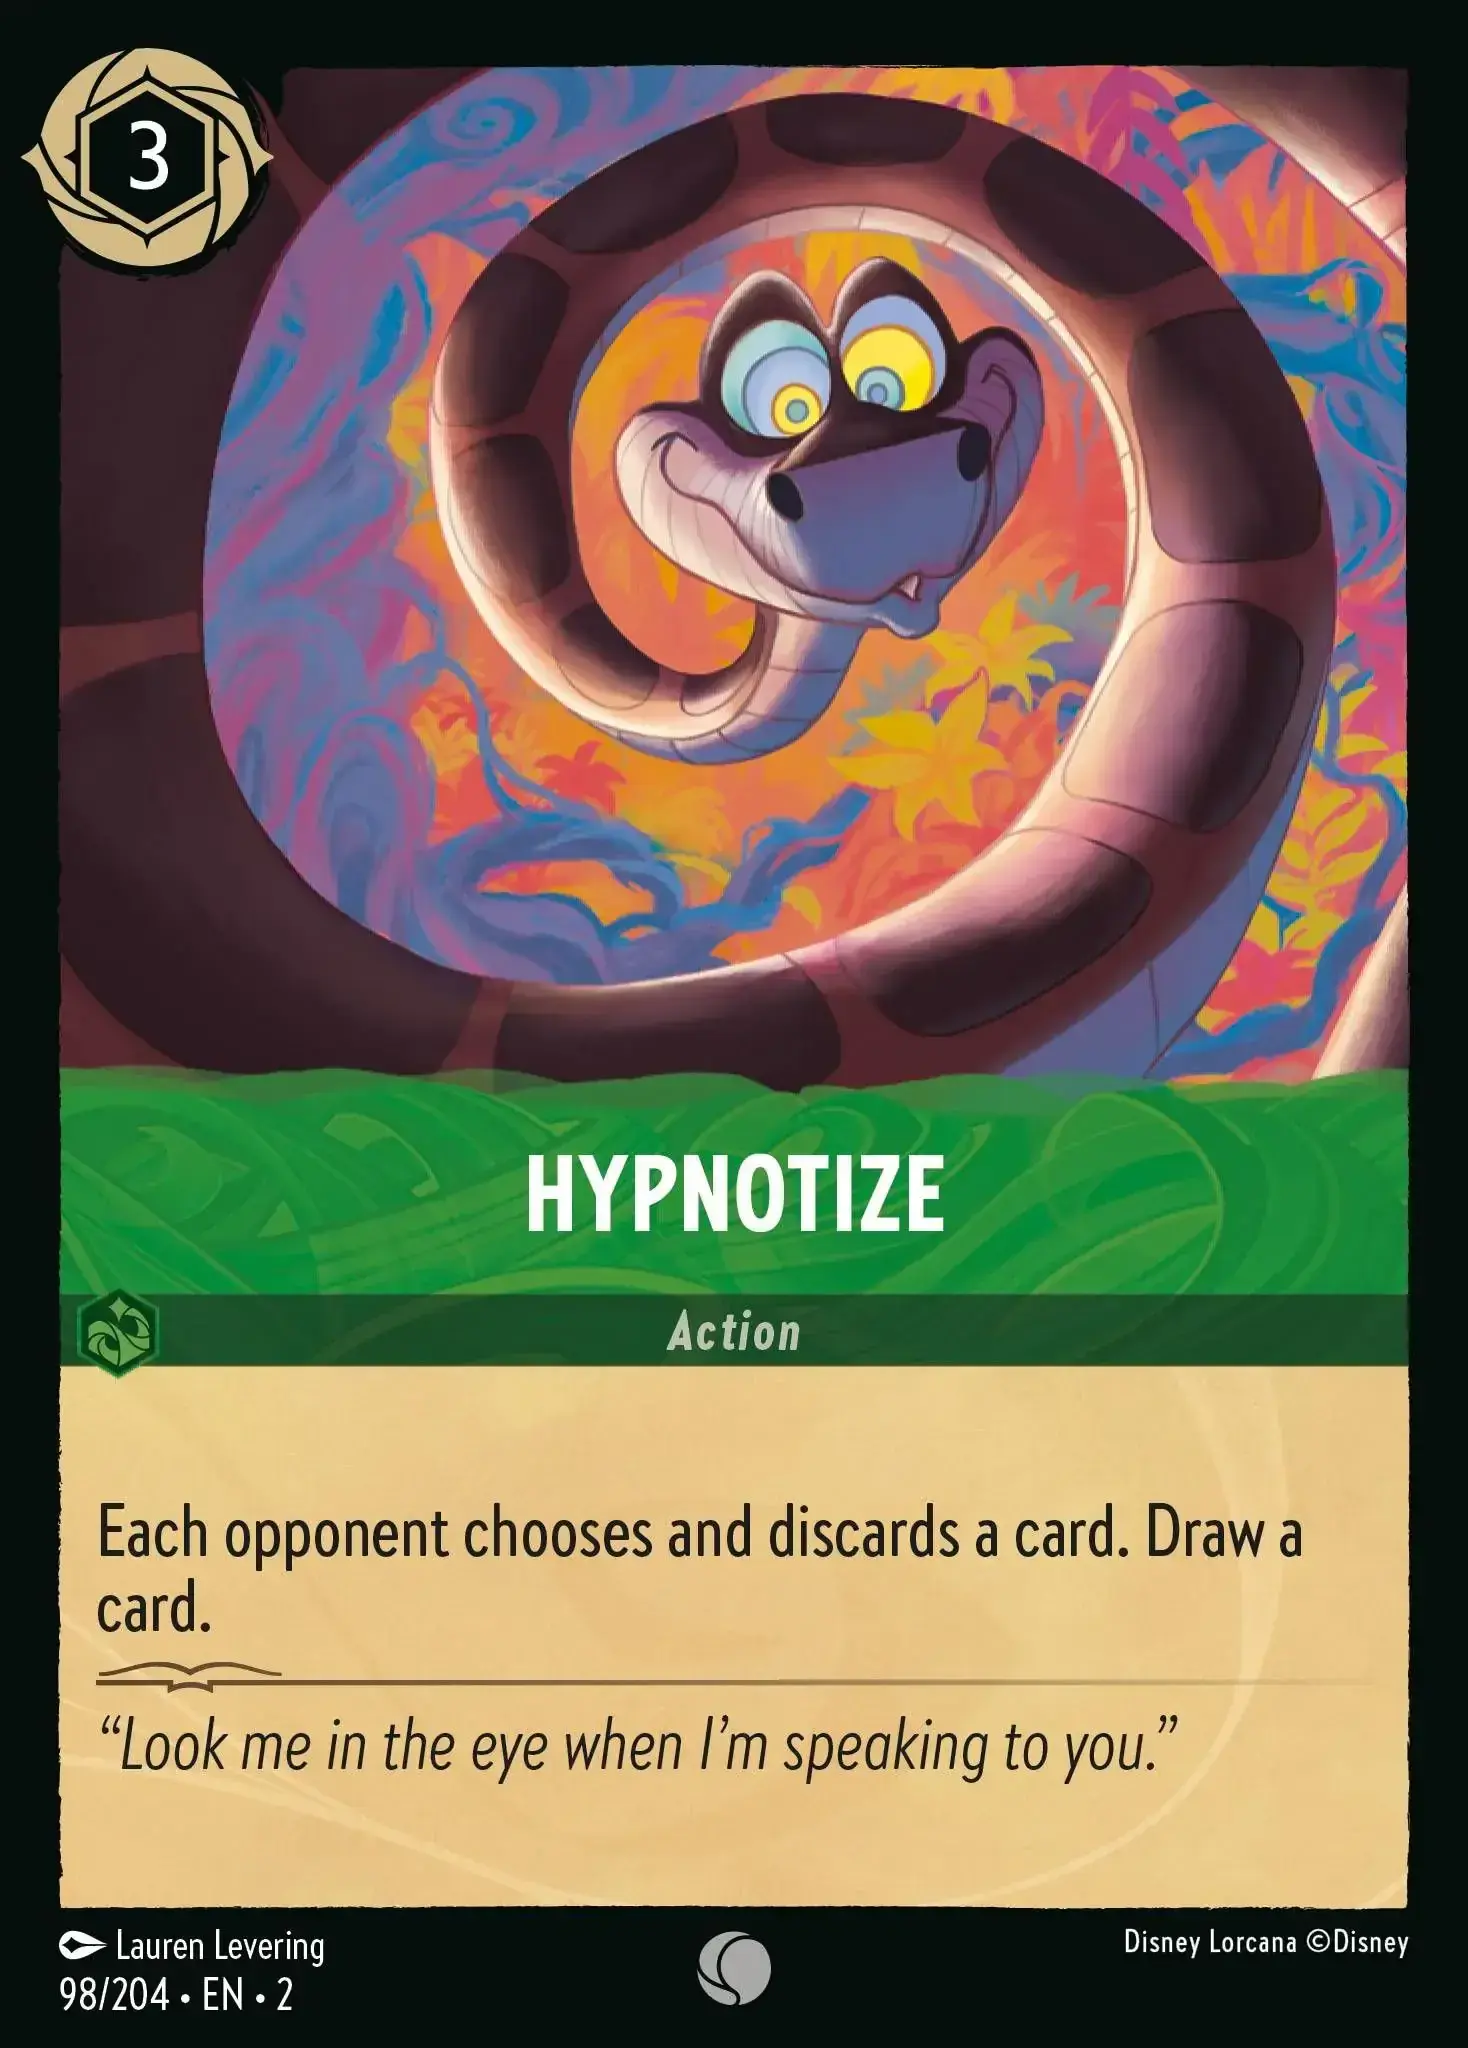 3
HYPNOTIZE
Action
Each opponent chooses and discards a card. Draw a
card.
“Look me in the eye when I’m speaking to you.”
Lauren Levering
Disney Lorcana ©Disney
98/204 • EN • 2